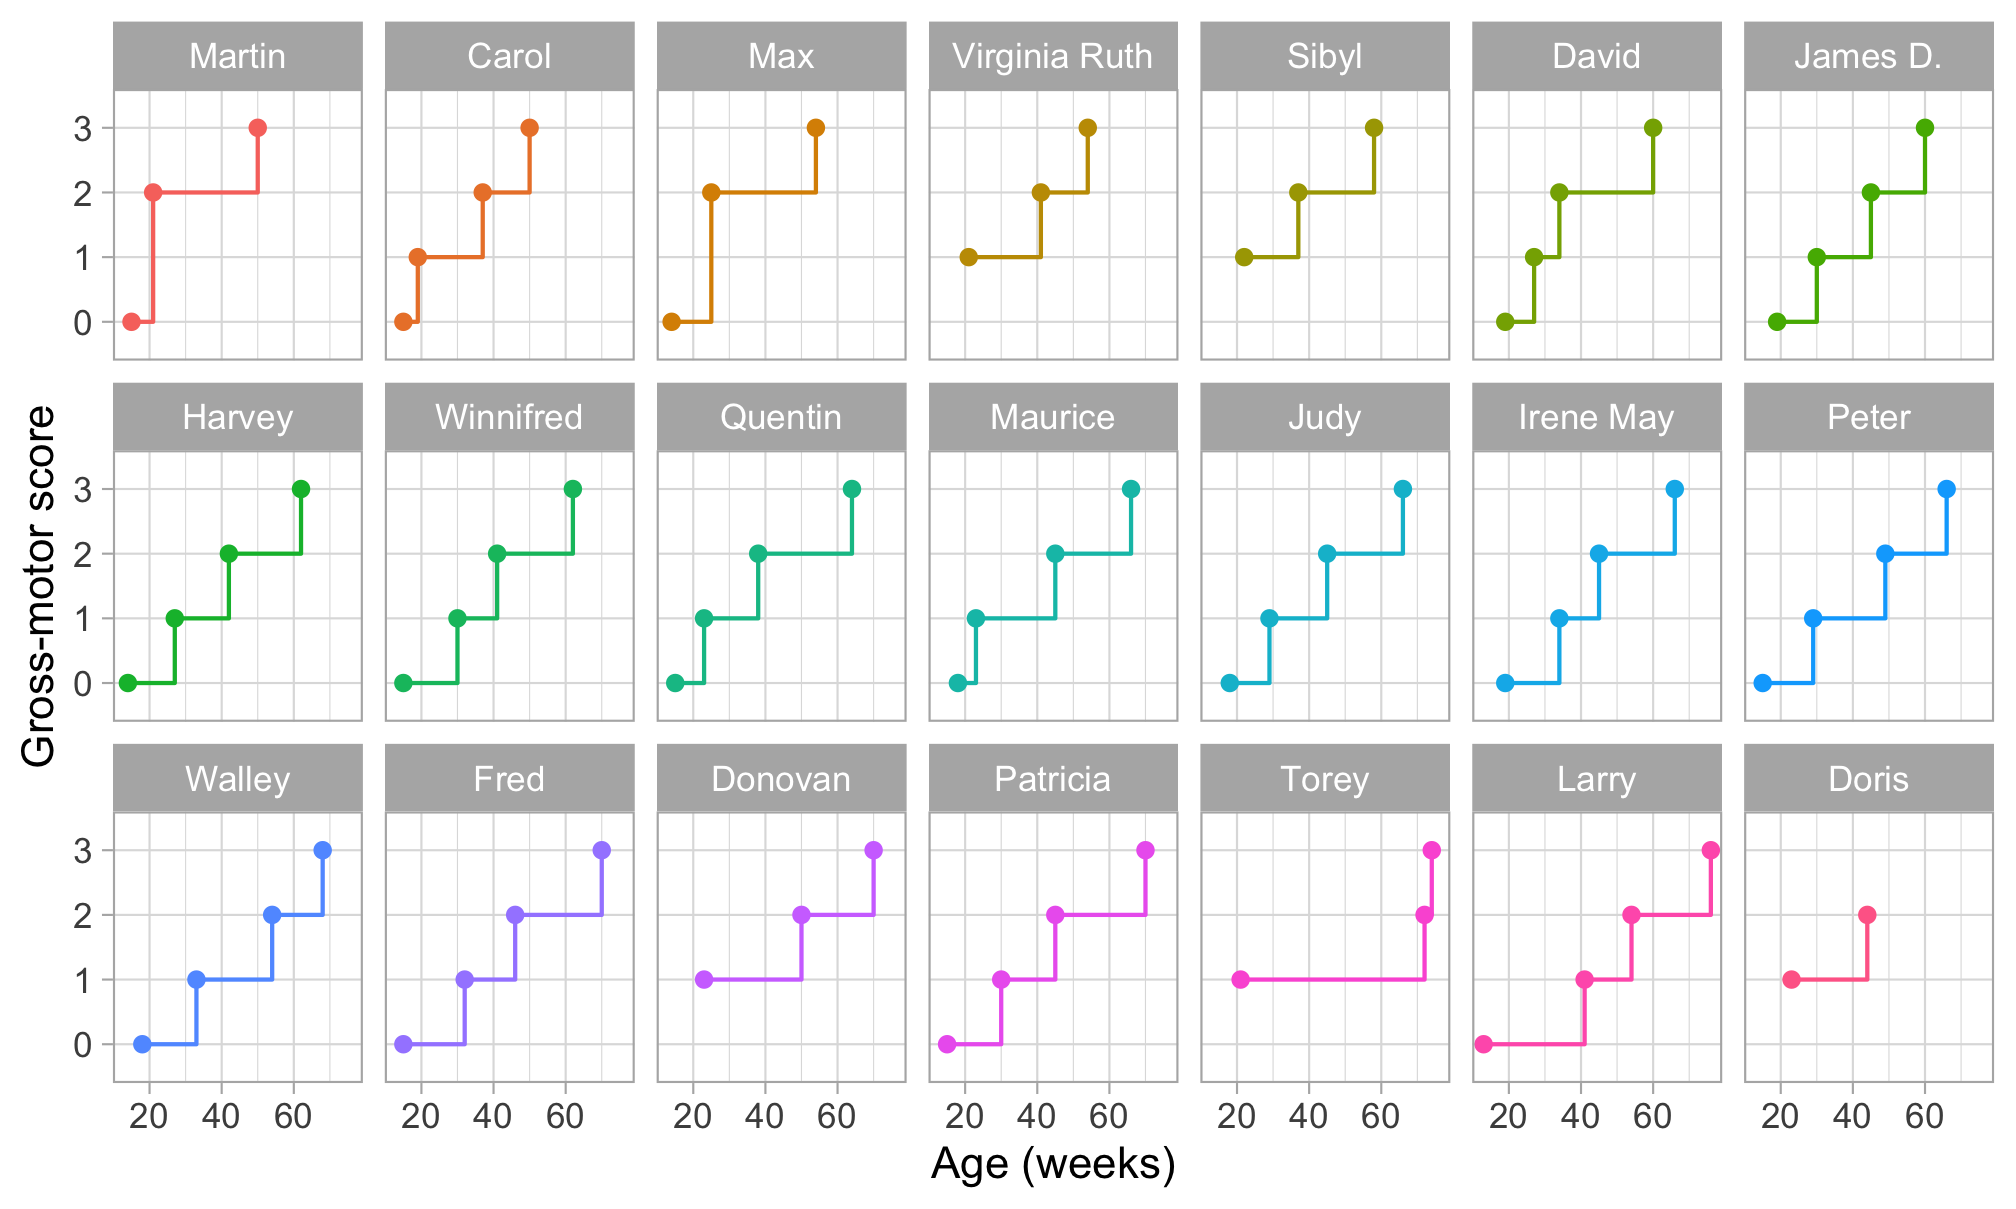 Martin Carol Max Virginia Ruth Sibyl David James D.
3
2
1
0
Harvey Winnifred Quentin Maurice Judy Irene May Peter
3
2
1
0
Gross-motor score
Walley Fred Donovan Patricia Torey Larry Doris
3
2
1
0
20 40 60 20 40 60 20 40 60 20 40 60 20 40 60 20 40 60 20 40 60
Age (weeks)